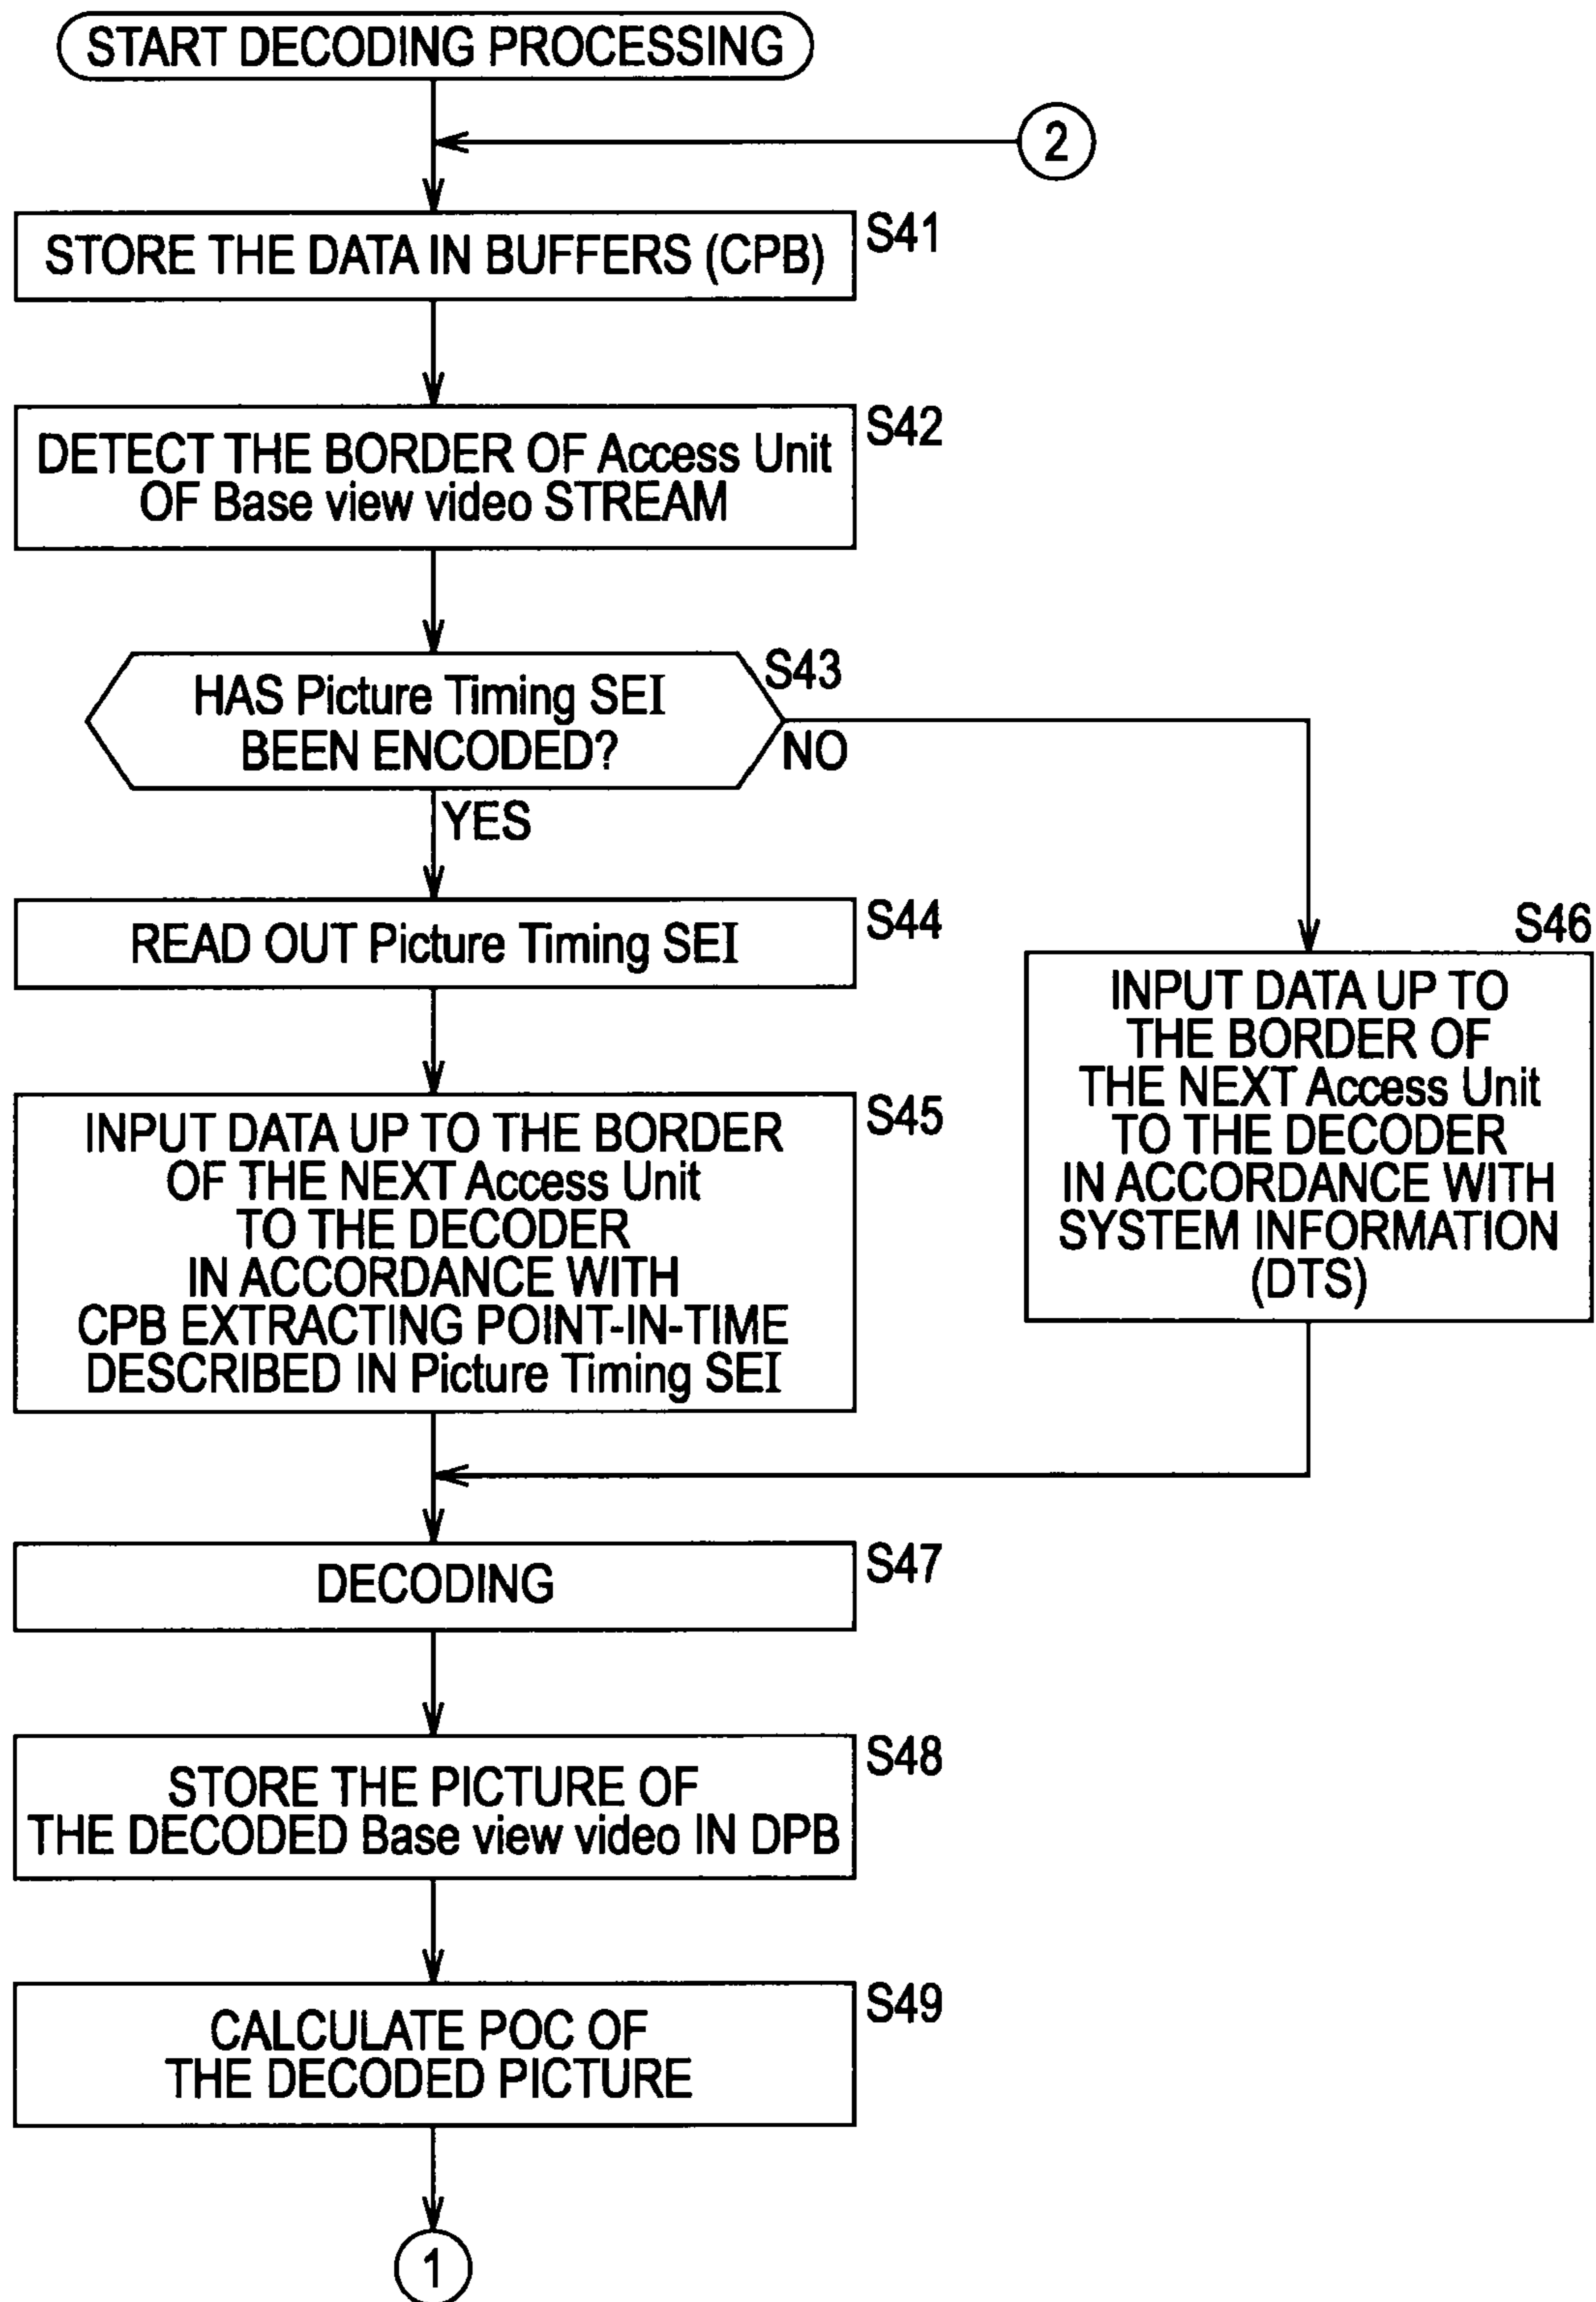 START DECODING PROCESSING
2
S41
STORE THE DATA IN BUFFERS (CPB)
S42
DETECT THE BORDER OF Access Unit
OF Base view video STREAM
S43
HAS Picture Timing SEI
BEEN ENCODED?
NO
YES
S44
READ OUT Picture Timing SEI
S46
INPUT DATA UP TO
THE BORDER OF
THE NEXT Access Unit
TO THE DECODER
IN ACCORDANCE WITH
SYSTEM INFORMATION
(DTS)
S45
INPUT DATA UP TO THE BORDER
OF THE NEXT Access Unit
TO THE DECODER
IN ACCORDANCE WITH
CPB EXTRACTING POINT-IN-TIME
DESCRIBED IN Picture Timing SEI
S47
DECODING
S48
STORE THE PICTURE OF
THE DECODED Base view video IN DPB
S49
CALCULATE POC OF
THE DECODED PICTURE
1